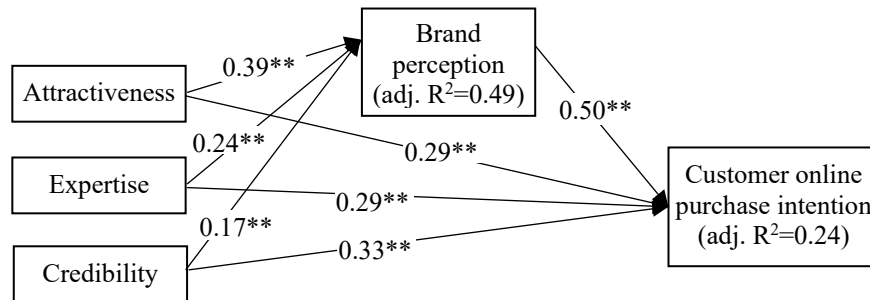 Brand
perception
(adj. R²=0.49)
0.39**
Attractiveness
0.50**
0.24**
0.29**
Expertise
Customer online
purchase intention
(adj. R²=0.24)
0.29**
0.17**
0.33**
Credibility